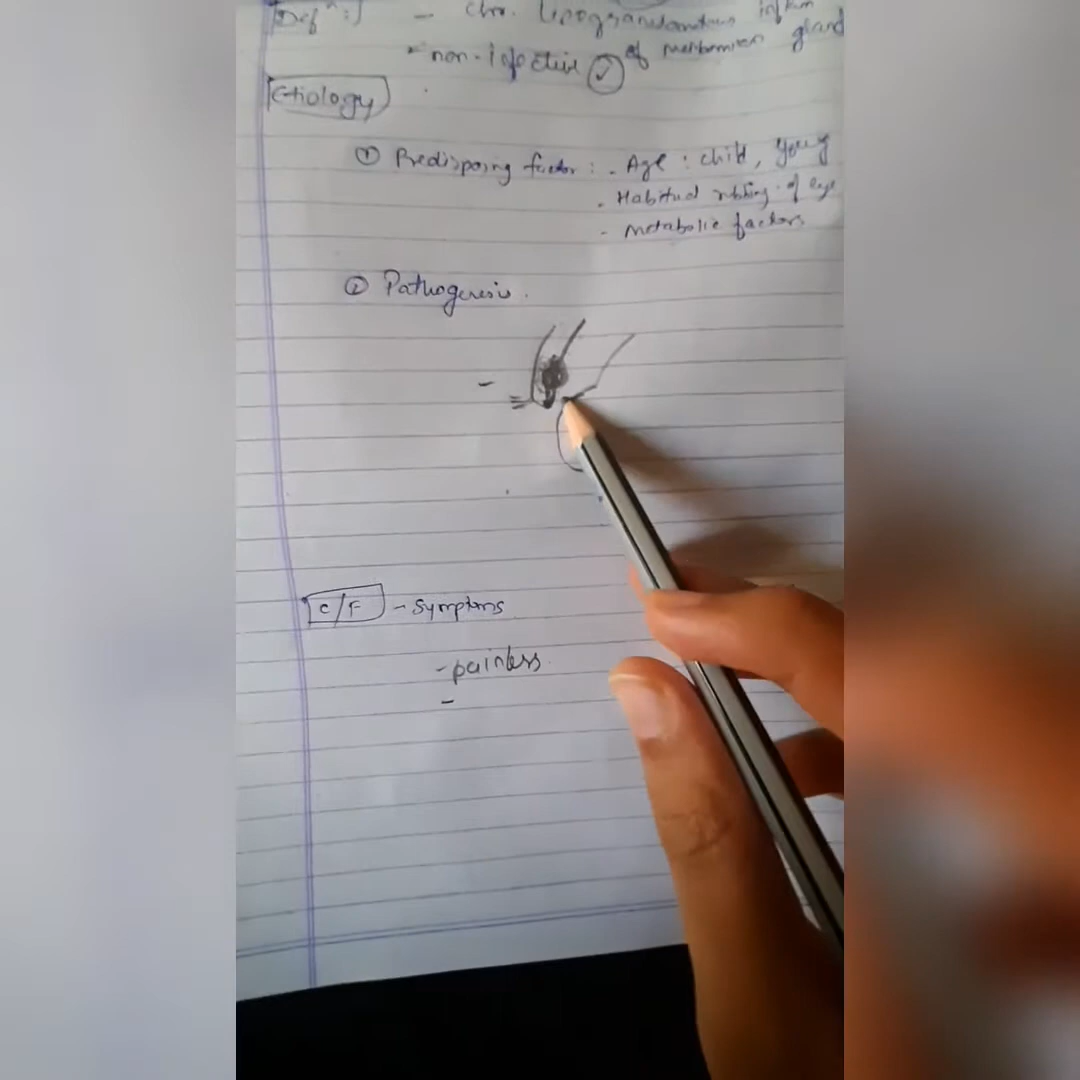 Defⁿ :) - chr. lipogranulomatous inflm
- non-infective ✓ of meibomian gland
Etiology
① Predisposing factor : - Age : child, young
- Habitual rubbing of eye
- Metabolic factors
② Pathogenesis.
-
C/F - Symptoms
- painless.
-